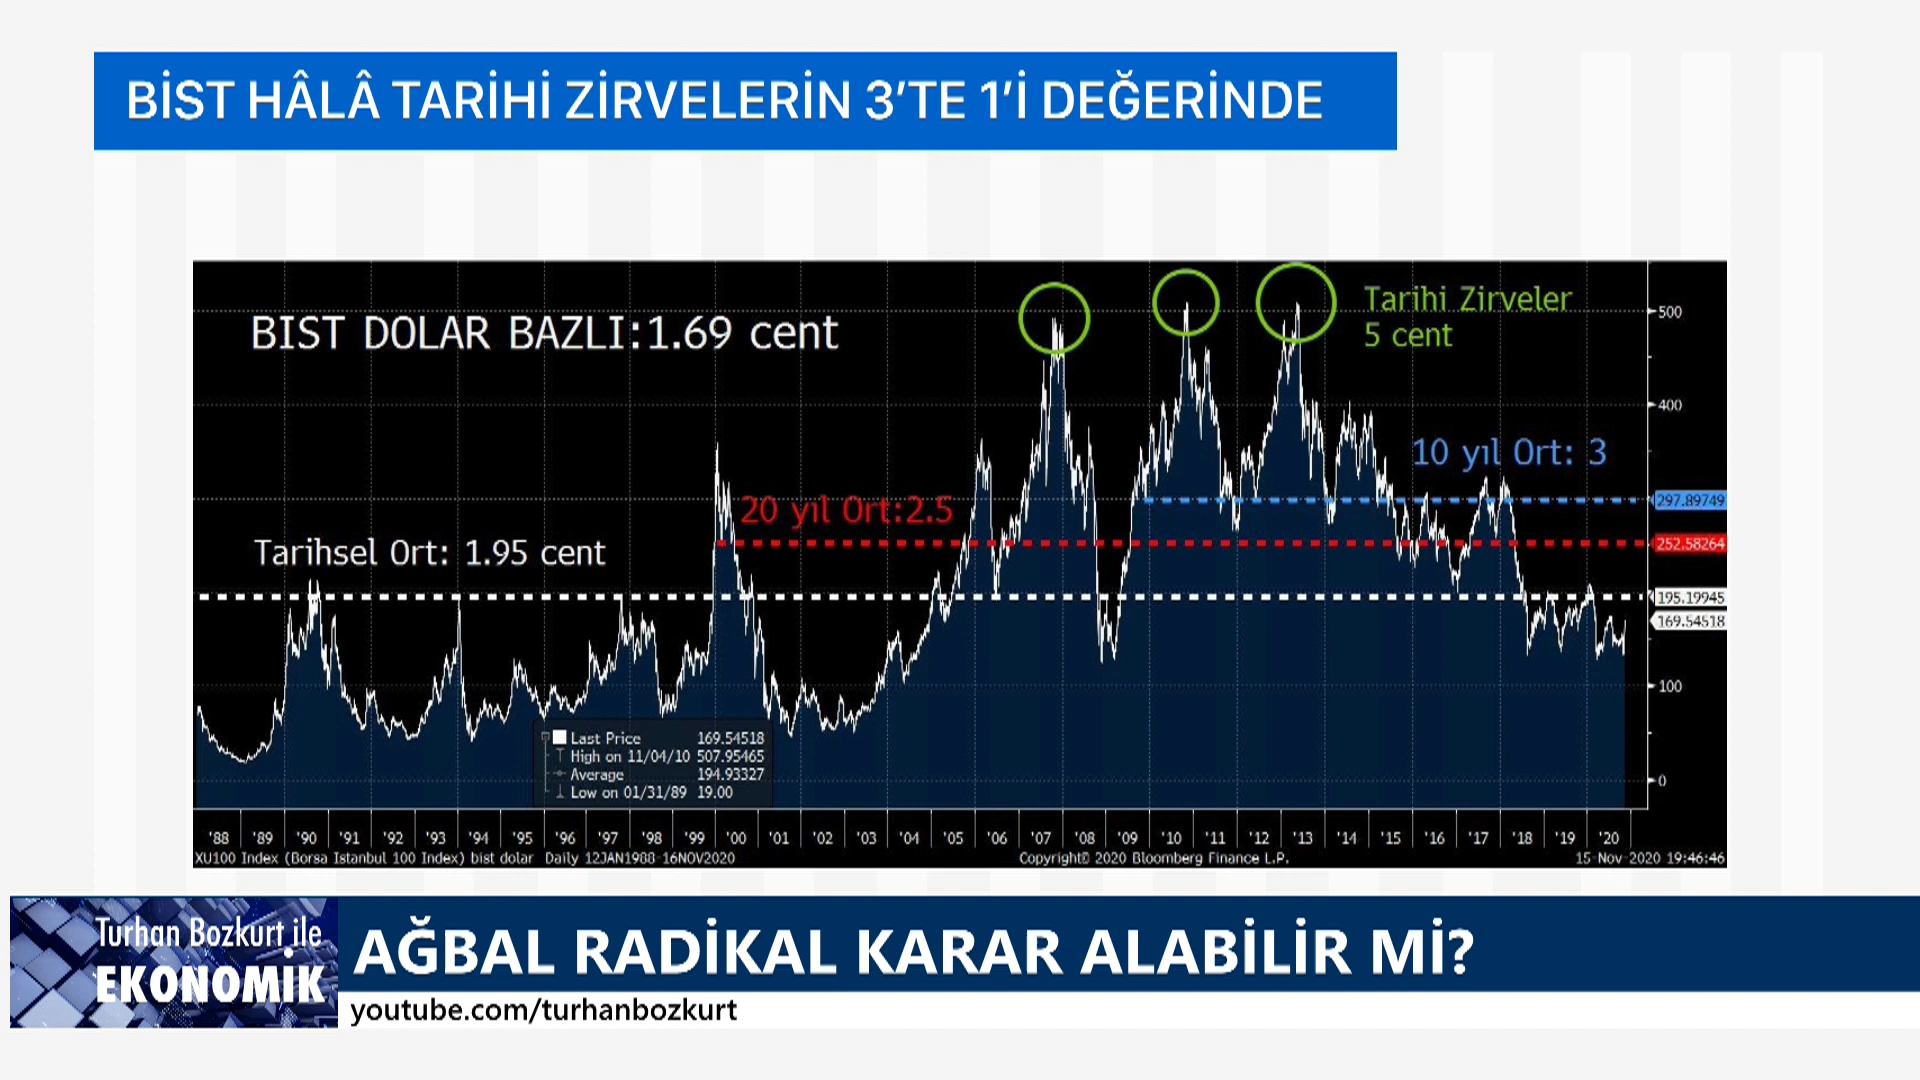 BİST HÂLÂ TARİHİ ZİRVELERİN 3'TE 1'İ DEĞERİNDE
BIST DOLAR BAZLI:1.69 cent
Tarihi Zirveler
5 cent
500
400
10 yıl Ort: 3
297.89749
20 yıl Ort:2.5
252.58264
Tarihsel Ort: 1.95 cent
195.19945
169.54518
100
0
Last Price 169.54518
High on 11/04/10 507.95465
Average 194.93327
Low on 01/31/89 19.00
'88 '89 '90 '91 '92 '93 '94 '95 '96 '97 '98 '99 '00 '01 '02 '03 '04 '05 '06 '07 '08 '09 '10 '11 '12 '13 '14 '15 '16 '17 '18 '19 '20
XU100 Index (Borsa Istanbul 100 Index) bist dolar Daily 12JAN1988-16NOV2020 Copyright© 2020 Bloomberg Finance L.P. 15-Nov-2020 19:46:46
Turhan Bozkurt ile
EKONOMİK
AĞBAL RADİKAL KARAR ALABİLİR Mİ?
youtube.com/turhanbozkurt